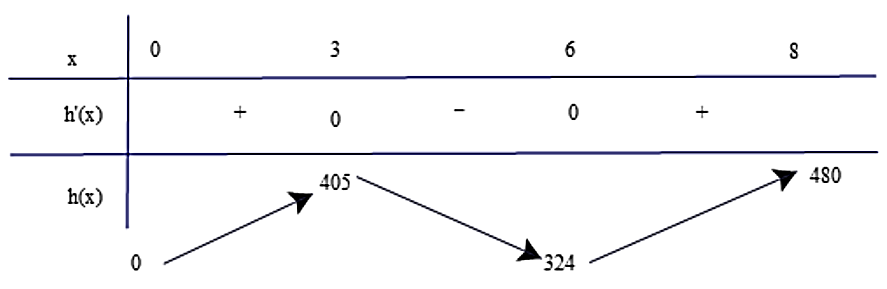 x 0 3 6 8
h'(x) + 0 − 0 +
h(x) 0 405 324 480